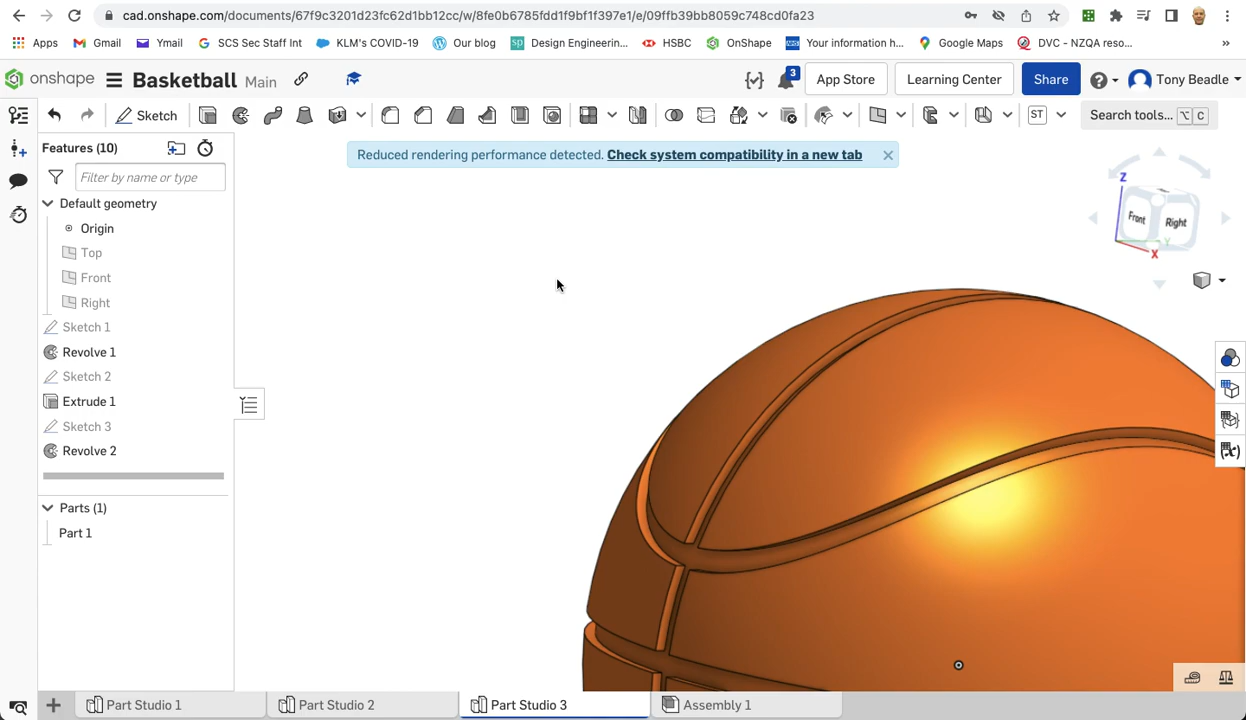 cad.onshape.com/documents/67f9c3201d23fc62d1bb12cc/w/8fe0b6785fdd1f9bf1f397e1/e/09ffb39bb8059c748cd0fa23
Apps Gmail Ymail SCS Sec Staff Int KLM's COVID-19 Our blog sp Design Engineerin... HSBC OnShape Your information h... Google Maps DVC - NZQA reso... »
onshape Basketball Main 3 App Store Learning Center Share Tony Beadle
Sketch ST Search tools... ⌥ C
Features (10)
Reduced rendering performance detected. Check system compatibility in a new tab
Filter by name or type
Default geometry
Origin
Top
Front
Right
Sketch 1
Revolve 1
Sketch 2
Extrude 1
Sketch 3
Revolve 2
Parts (1)
Part 1
Z
Front Right
Y
X
(x)
Part Studio 1 Part Studio 2 Part Studio 3 Assembly 1